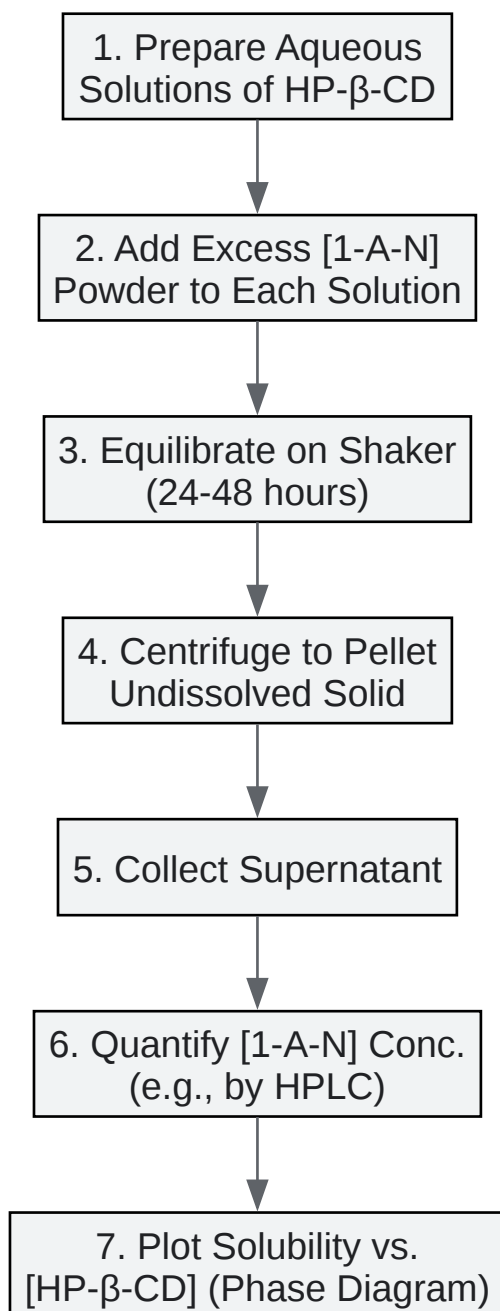 1. Prepare Aqueous
Solutions of HP-β-CD
2. Add Excess [1-A-N]
Powder to Each Solution
3. Equilibrate on Shaker
(24-48 hours)
4. Centrifuge to Pellet
Undissolved Solid
5. Collect Supernatant
6. Quantify [1-A-N] Conc.
(e.g., by HPLC)
7. Plot Solubility vs.
[HP-β-CD] (Phase Diagram)